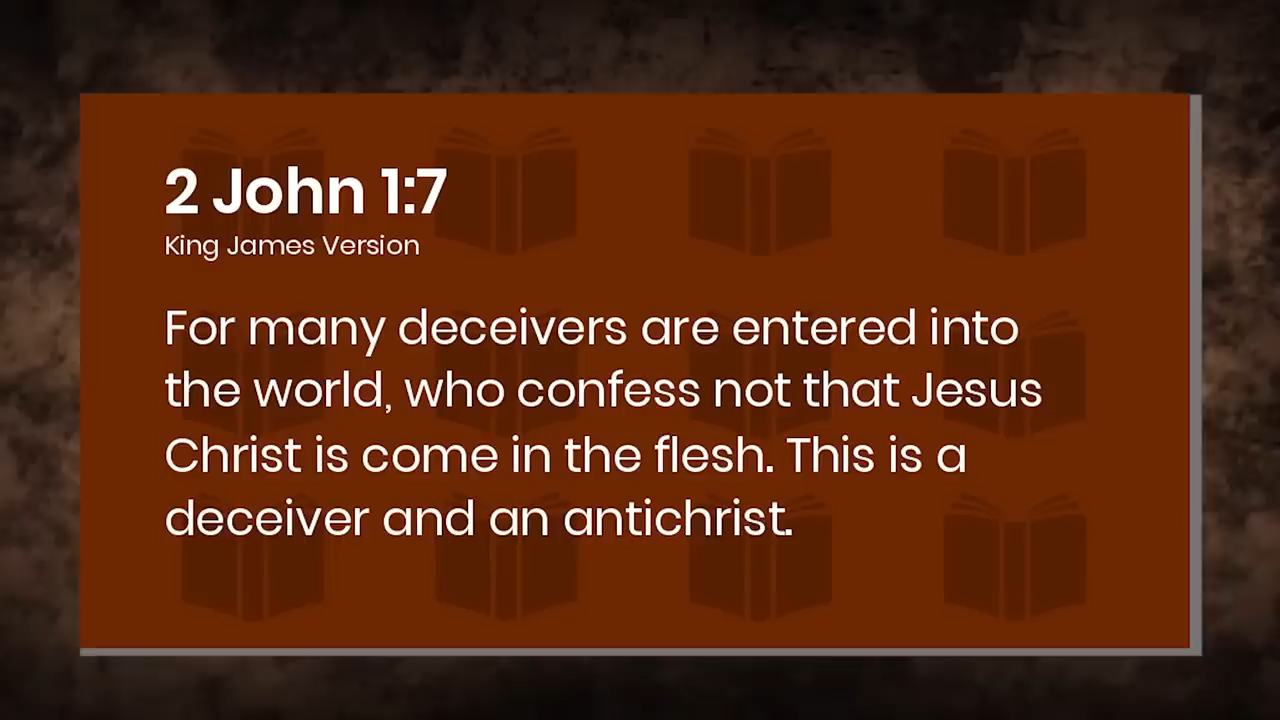 2 John 1:7
King James Version
For many deceivers are entered into
the world, who confess not that Jesus
Christ is come in the flesh. This is a
deceiver and an antichrist.